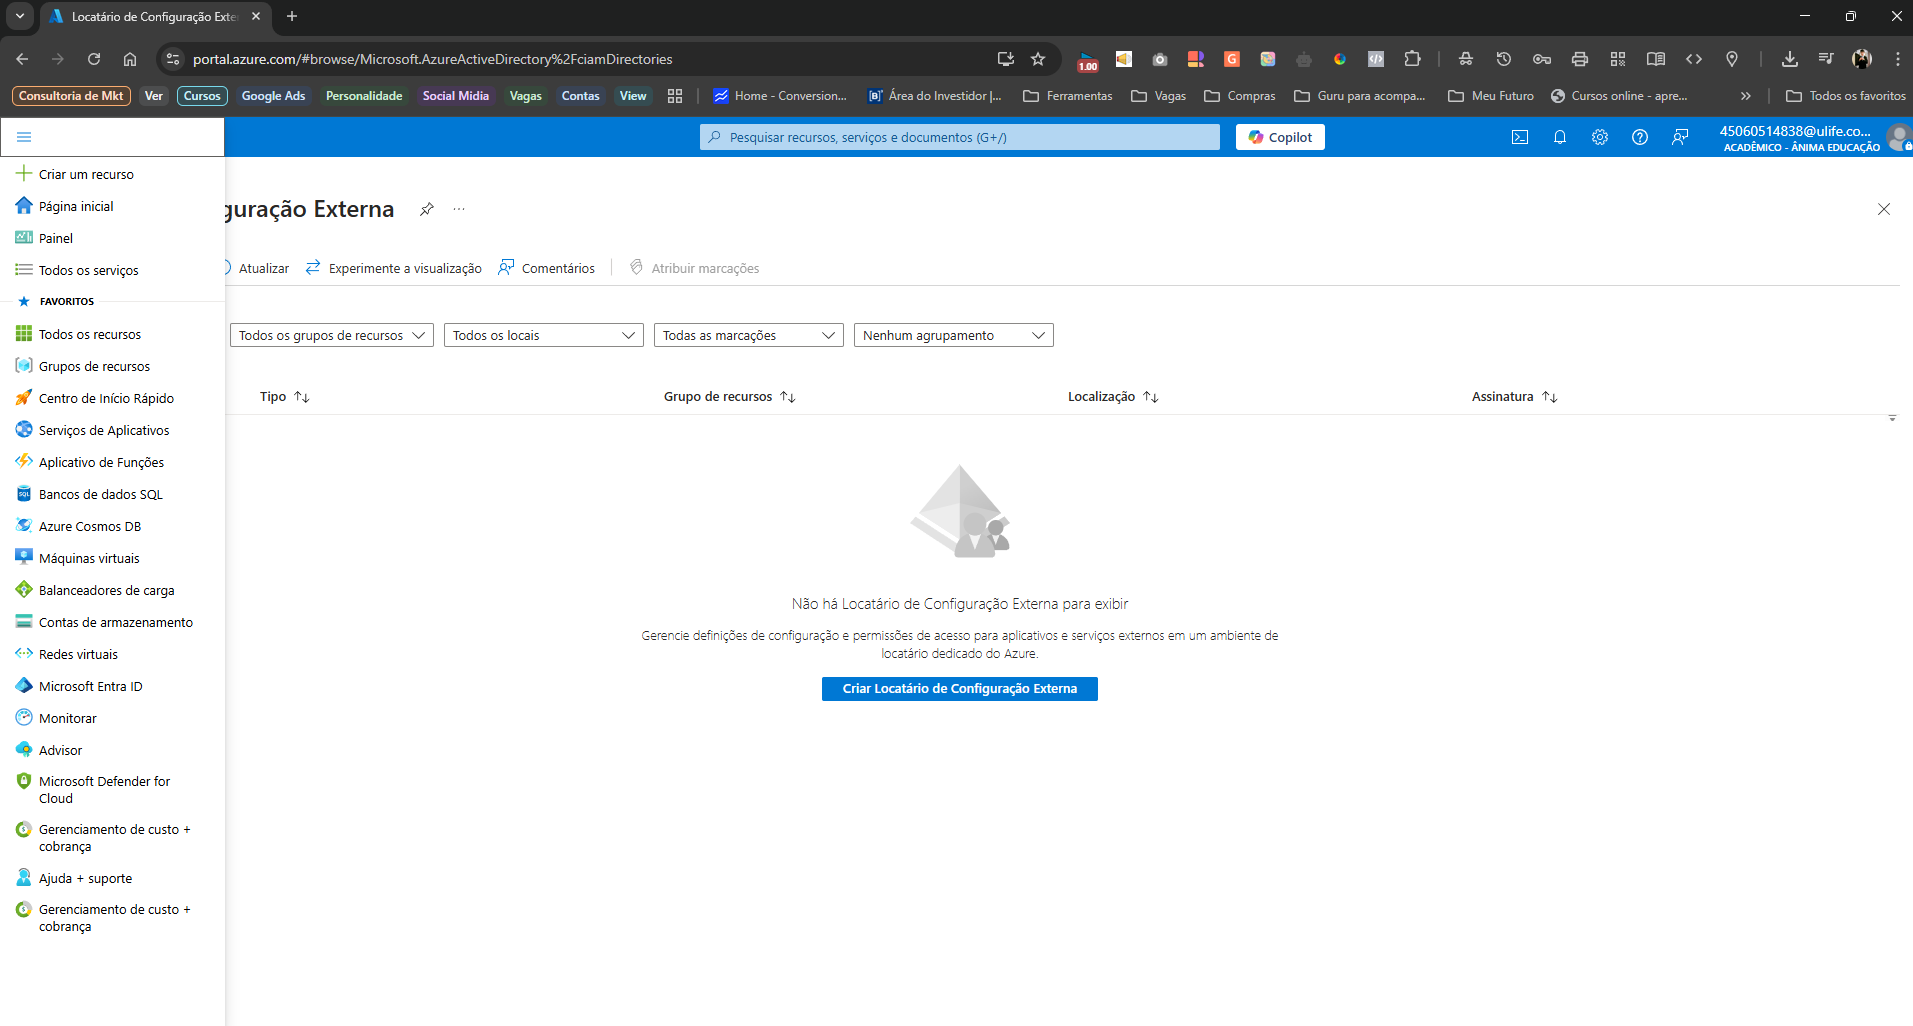 Locatário de Configuração Exte
portal.azure.com/#browse/Microsoft.AzureActiveDirectory%2FciamDirectories
1.00
Consultoria de Mkt
Ver
Cursos
Google Ads
Personalidade
Social Midia
Vagas
Contas
View
Home - Conversion...
Área do Investidor |...
Ferramentas
Vagas
Compras
Guru para acompa...
Meu Futuro
Cursos online - apre...
Todos os favoritos
Pesquisar recursos, serviços e documentos (G+/)
Copilot
45060514838@ulife.co...
ACADÊMICO - ÂNIMA EDUCAÇÃO
Criar um recurso
Página inicial
Painel
Todos os serviços
FAVORITOS
Todos os recursos
Grupos de recursos
Centro de Início Rápido
Serviços de Aplicativos
Aplicativo de Funções
Bancos de dados SQL
Azure Cosmos DB
Máquinas virtuais
Balanceadores de carga
Contas de armazenamento
Redes virtuais
Microsoft Entra ID
Monitorar
Advisor
Microsoft Defender for
Cloud
Gerenciamento de custo +
cobrança
Ajuda + suporte
Gerenciamento de custo +
cobrança
guração Externa
Atualizar
Experimente a visualização
Comentários
Atribuir marcações
Todos os grupos de recursos
Todos os locais
Todas as marcações
Nenhum agrupamento
Tipo
Grupo de recursos
Localização
Assinatura
Não há Locatário de Configuração Externa para exibir
Gerencie definições de configuração e permissões de acesso para aplicativos e serviços externos em um ambiente de
locatário dedicado do Azure.
Criar Locatário de Configuração Externa